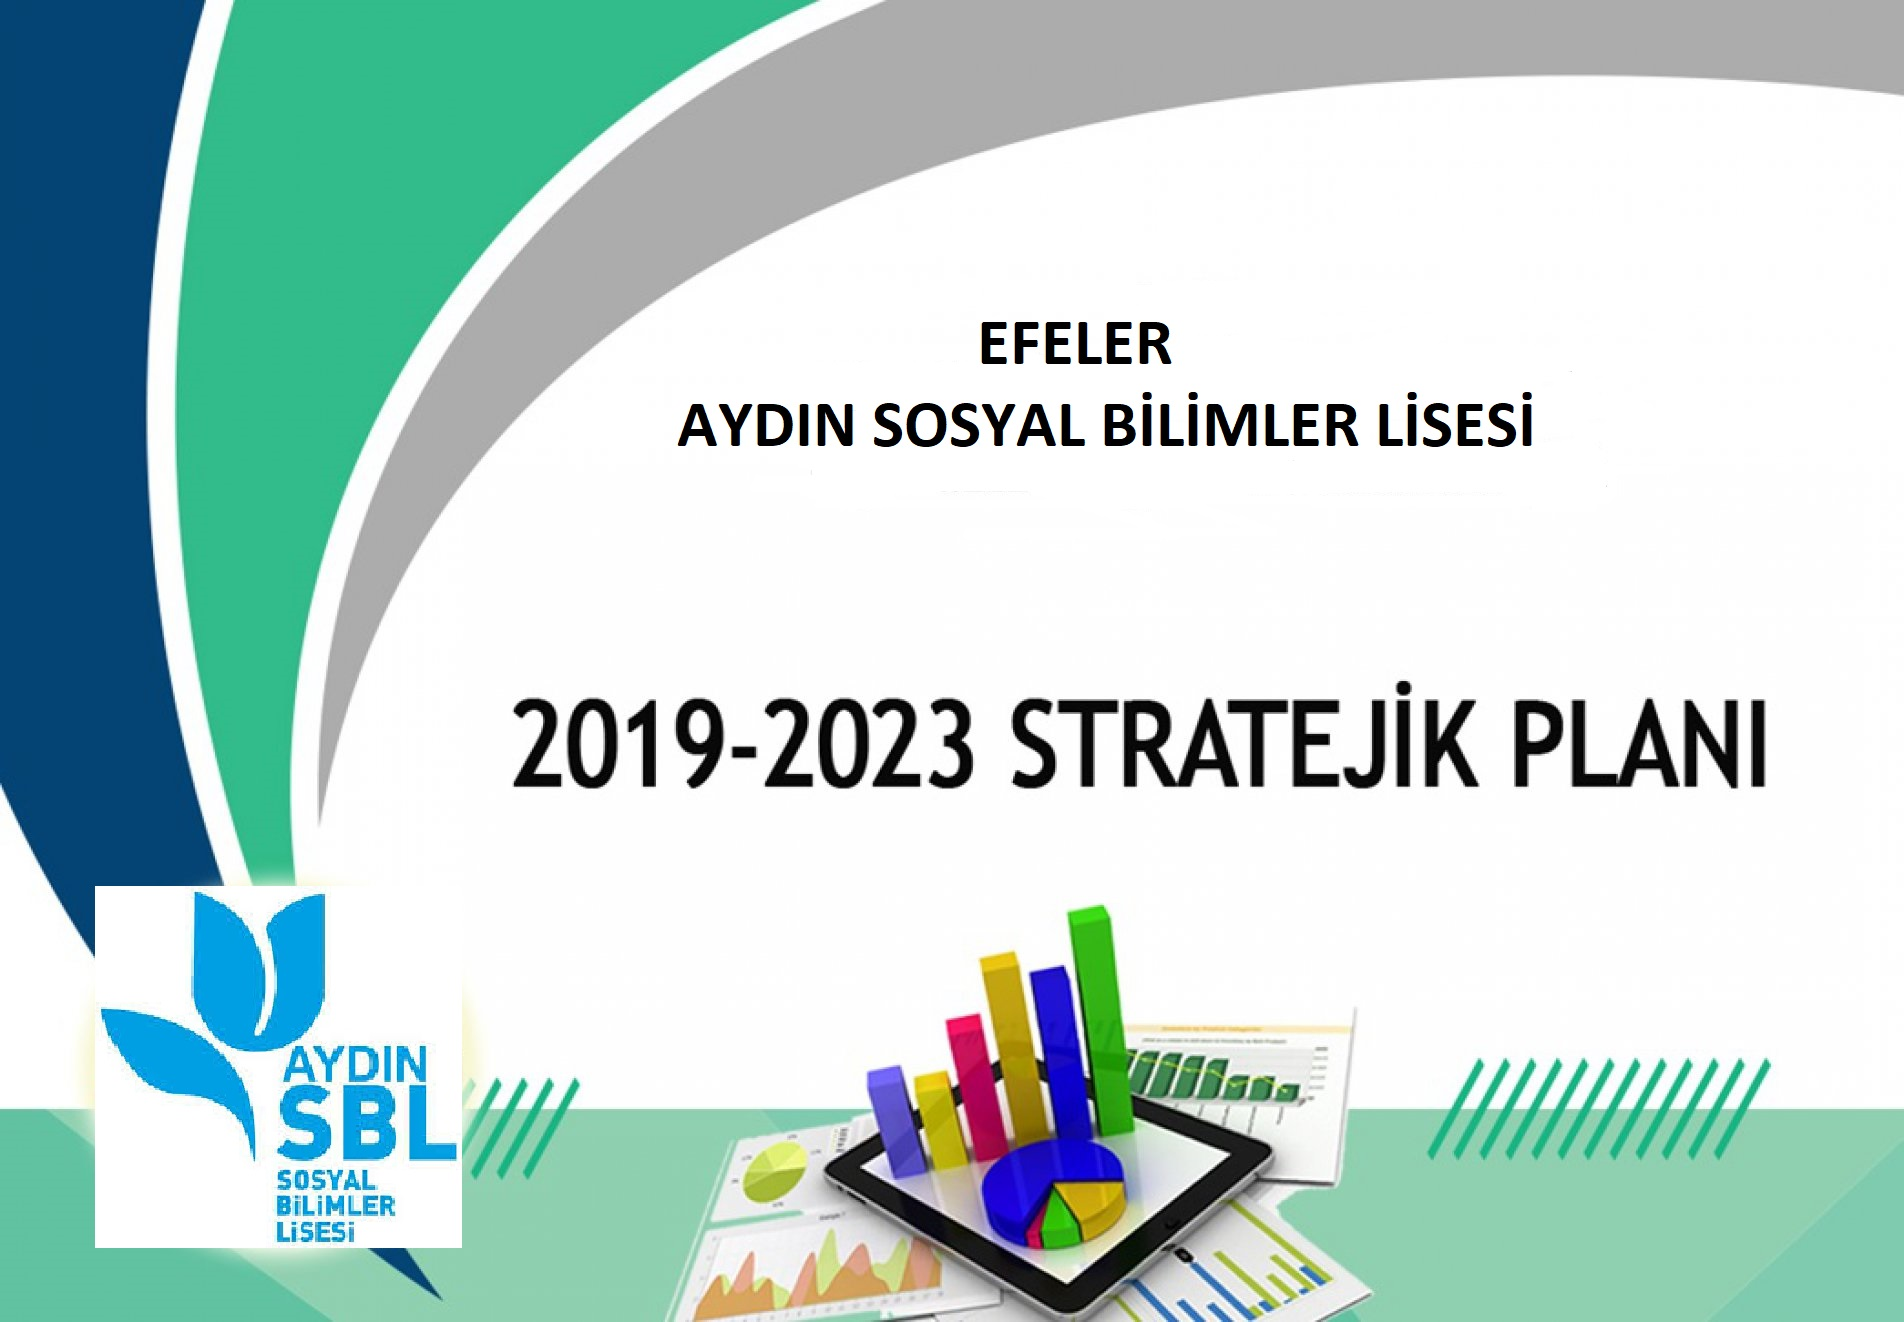 EFELER
AYDIN SOSYAL BİLİMLER LİSESİ
2019-2023 STRATEJİK PLANI
AYDIN
SBL
SOSYAL
BİLİMLER
LİSESİ